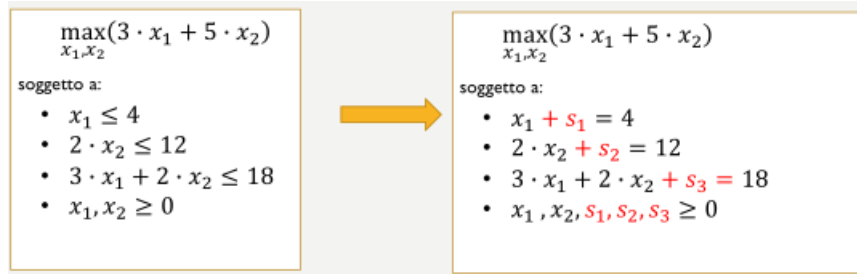 max(3 · x₁ + 5 · x₂)
x₁,x₂
soggetto a:
• x₁ ≤ 4
• 2 · x₂ ≤ 12
• 3 · x₁ + 2 · x₂ ≤ 18
• x₁, x₂ ≥ 0
max(3 · x₁ + 5 · x₂)
x₁,x₂
soggetto a:
• x₁ + s₁ = 4
• 2 · x₂ + s₂ = 12
• 3 · x₁ + 2 · x₂ + s₃ = 18
• x₁ , x₂, s₁, s₂, s₃ ≥ 0